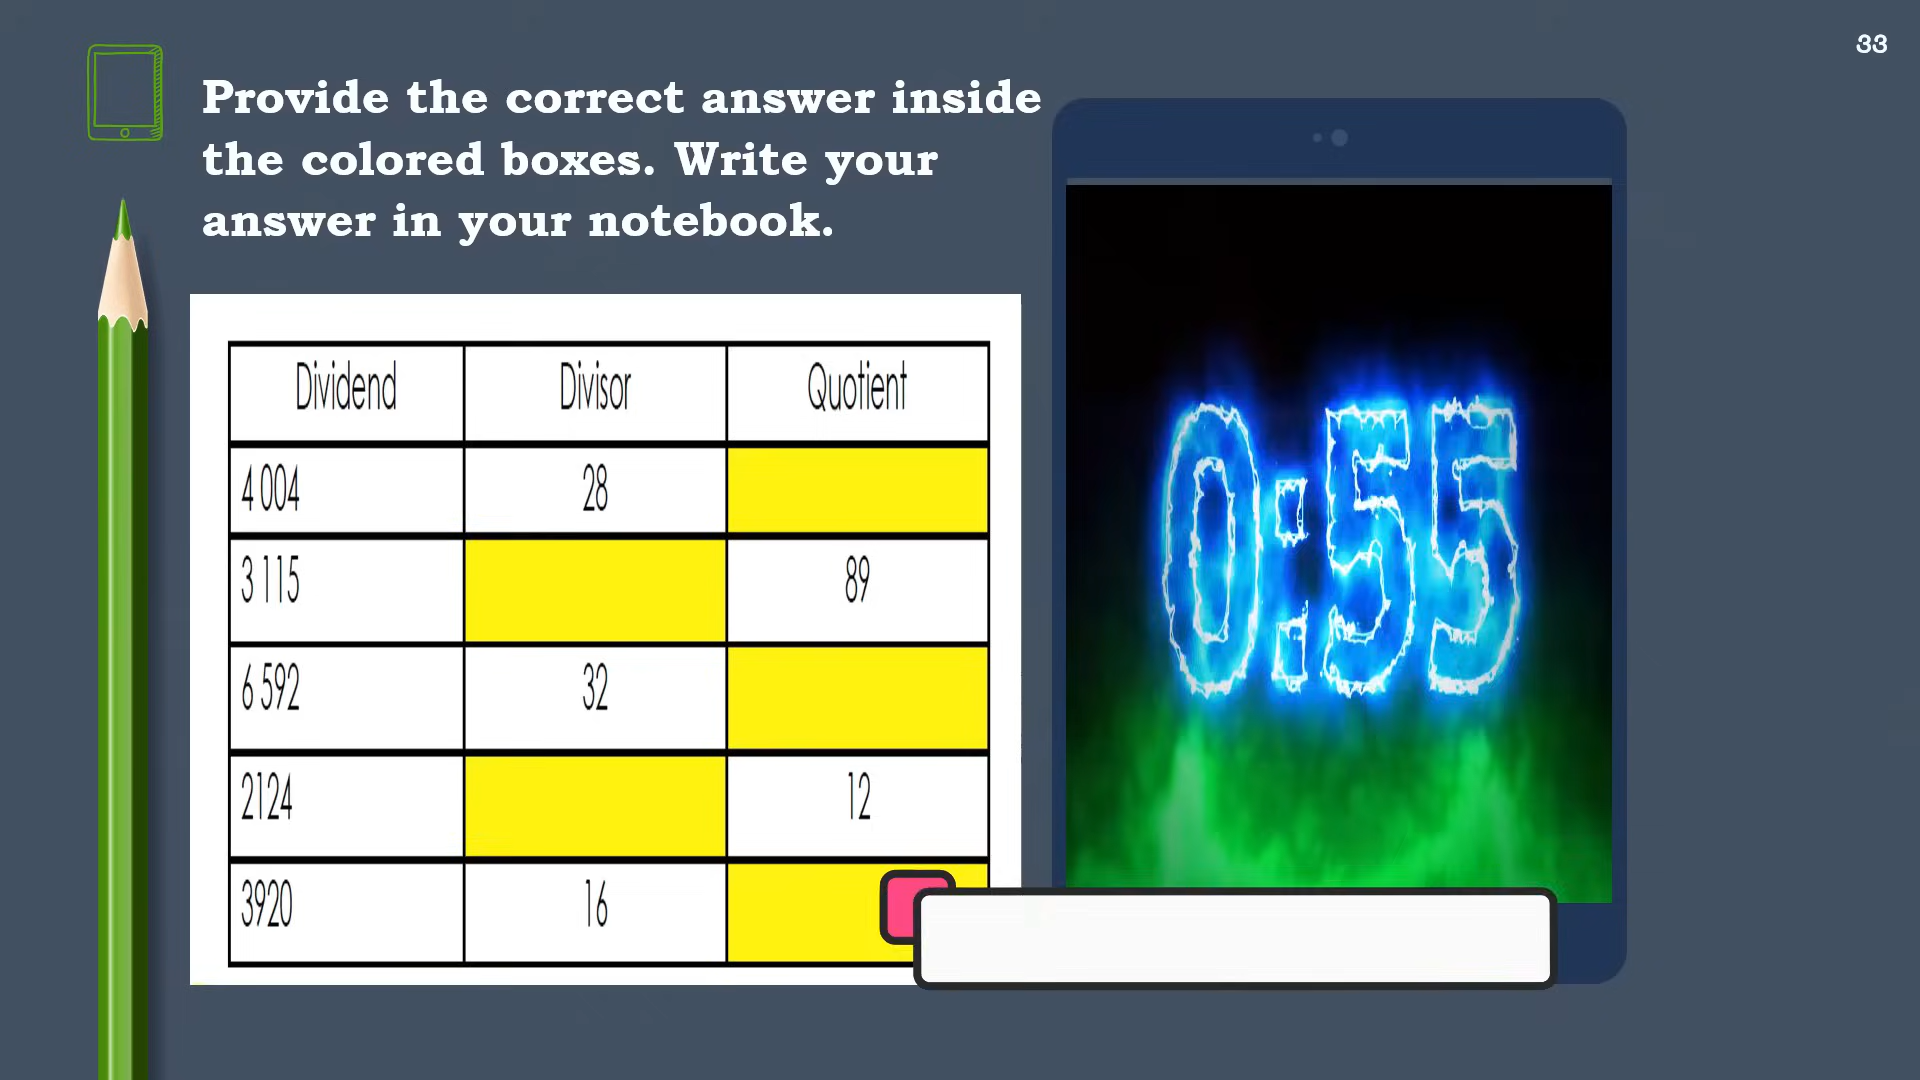 33
Provide the correct answer inside
the colored boxes. Write your
answer in your notebook.
Dividend Divisor Quotient
4 004 28
3 115 89
6 592 32
2124 12
3920 16
0:55